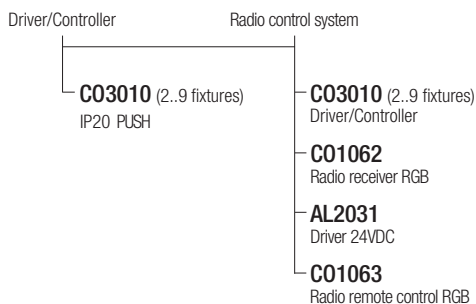 Driver/Controller
Radio control system
CO3010 (2..9 fixtures)
IP20 PUSH
CO3010 (2..9 fixtures)
Driver/Controller
CO1062
Radio receiver RGB
AL2031
Driver 24VDC
CO1063
Radio remote control RGB